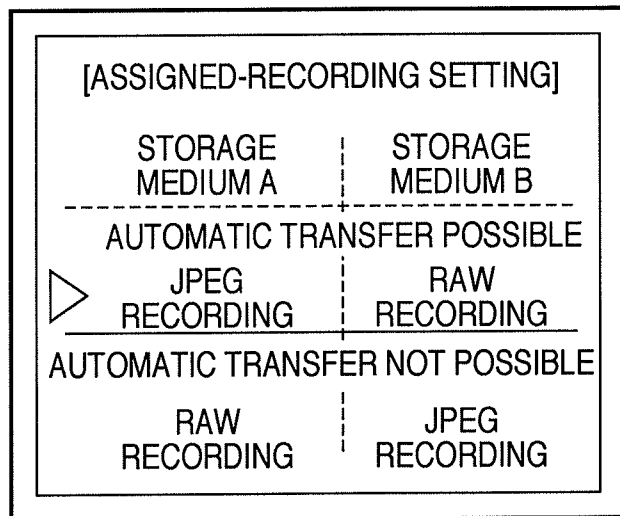 [ASSIGNED-RECORDING SETTING]
STORAGE MEDIUM A
STORAGE MEDIUM B
AUTOMATIC TRANSFER POSSIBLE
JPEG RECORDING
RAW RECORDING
AUTOMATIC TRANSFER NOT POSSIBLE
RAW RECORDING
JPEG RECORDING